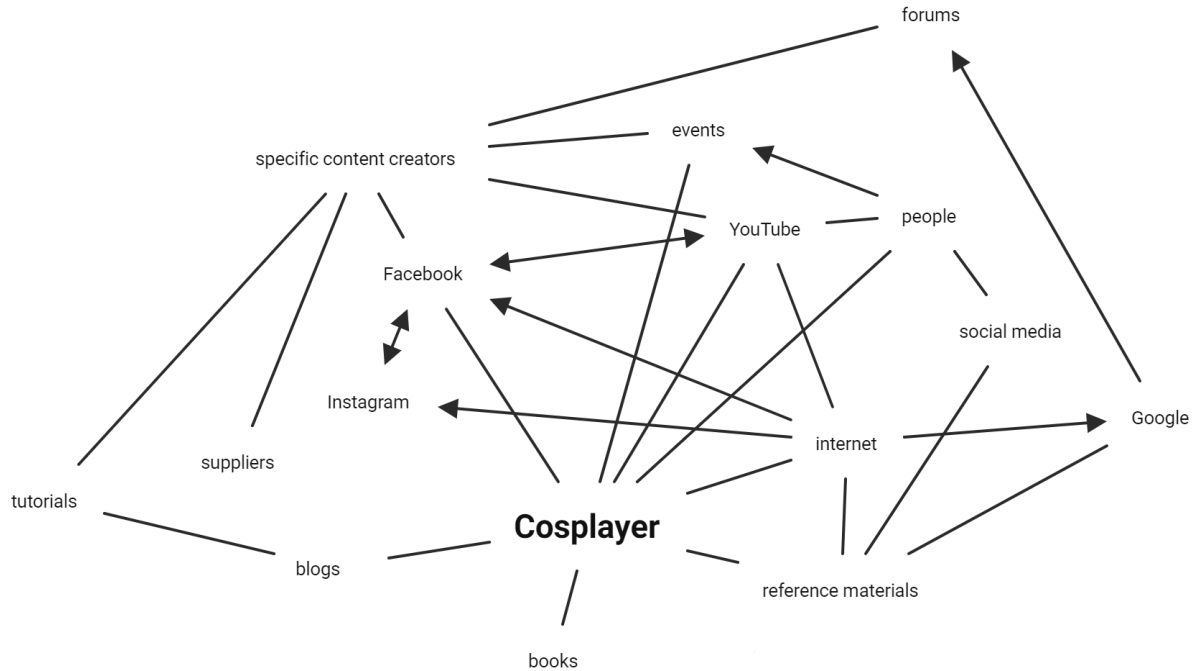 forums
events
specific content creators
people
YouTube
Facebook
social media
Instagram
Google
internet
suppliers
tutorials
Cosplayer
blogs
reference materials
books